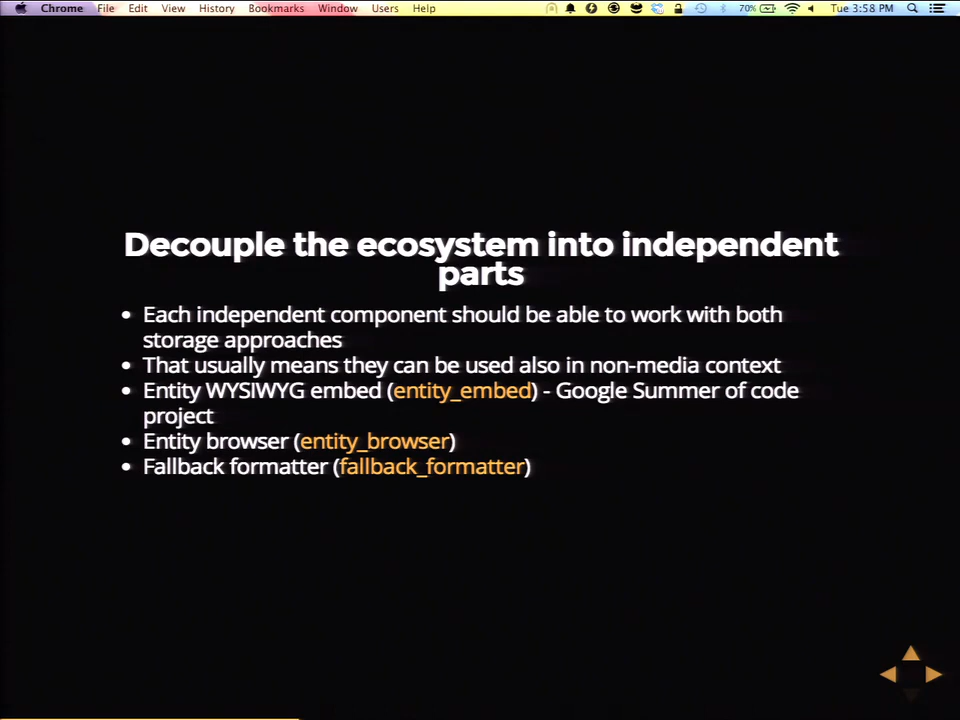 Chrome File Edit View History Bookmarks Window Users Help 70% Tue 3:58 PM
Decouple the ecosystem into independent
parts
• Each independent component should be able to work with both
storage approaches
• That usually means they can be used also in non-media context
• Entity WYSIWYG embed (entity_embed) - Google Summer of code
project
• Entity browser (entity_browser)
• Fallback formatter (fallback_formatter)